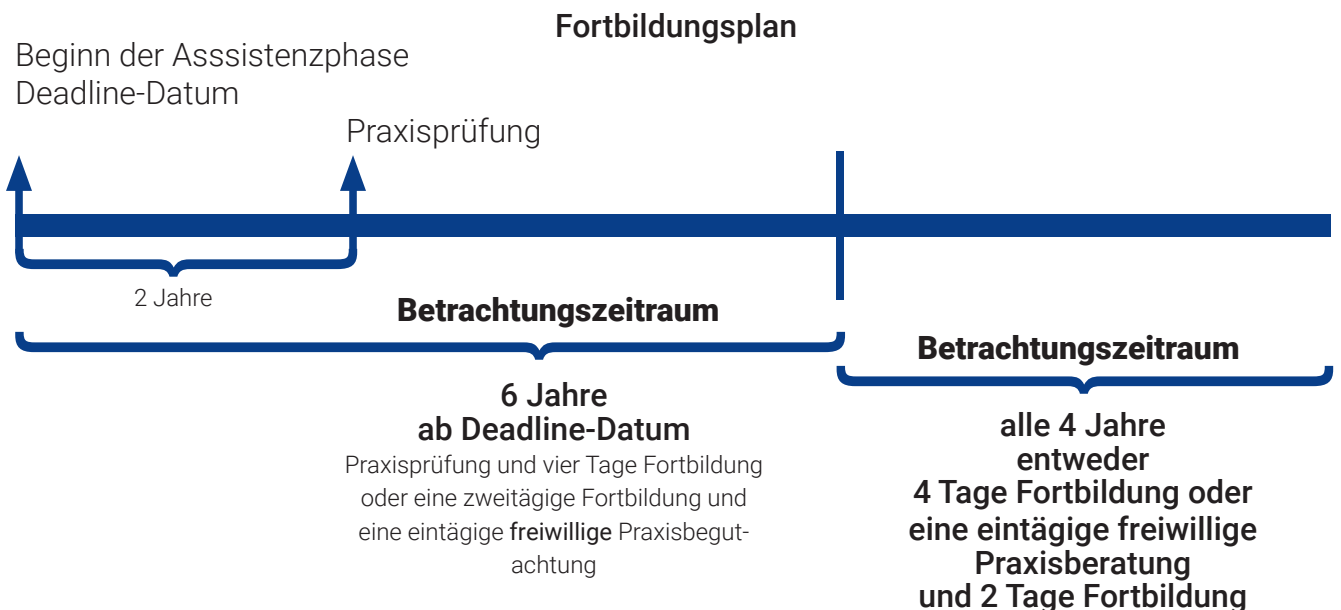 Fortbildungsplan
Beginn der Asssistenzphase
Deadline-Datum
Praxisprüfung
2 Jahre
Betrachtungszeitraum
6 Jahre
ab Deadline-Datum
Praxisprüfung und vier Tage Fortbildung
oder eine zweitägige Fortbildung und
eine eintägige freiwillige Praxisbegut-
achtung
Betrachtungszeitraum
alle 4 Jahre
entweder
4 Tage Fortbildung oder
eine eintägige freiwillige
Praxisberatung
und 2 Tage Fortbildung